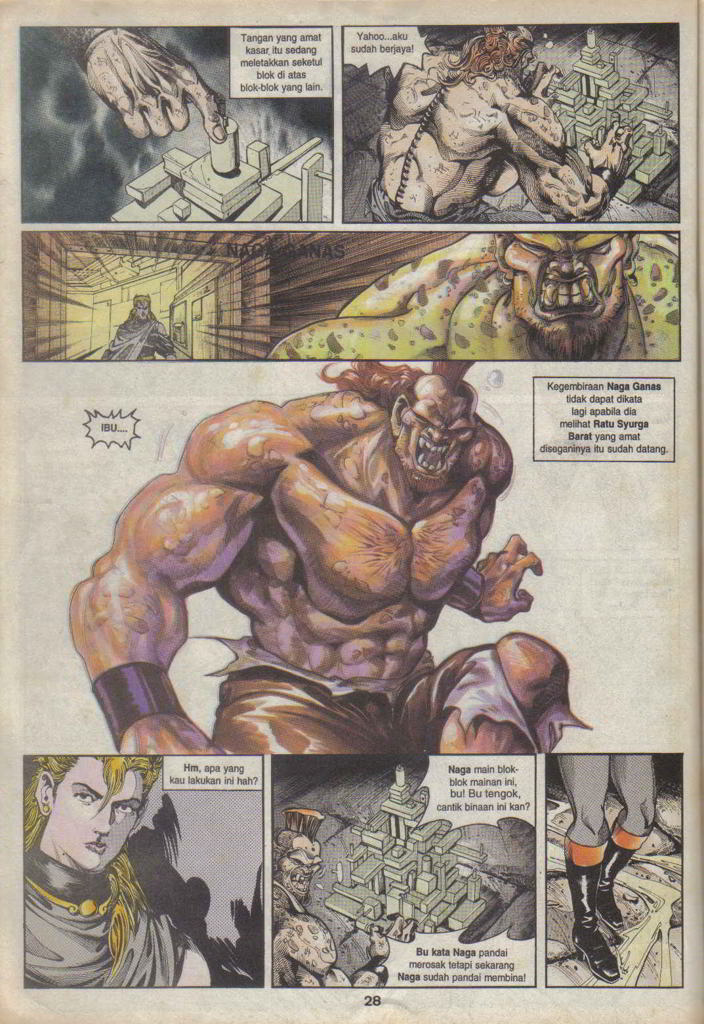 Tangan yang amat
kasar itu sedang
meletakkan seketul
blok di atas
blok-blok yang lain.
Yahoo...aku
sudah berjaya!
NAGA GANAS
IBU....
Kegembiraan Naga Ganas
tidak dapat dikata
lagi apabila dia
melihat Ratu Syurga
Barat yang amat
diseganinya itu sudah datang.
Hm, apa yang
kau lakukan ini hah?
Naga main blok-
blok mainan ini,
bu! Bu tengok,
cantik binaan ini kan?
Bu kata Naga pandai
merosak tetapi sekarang
Naga sudah pandai membina!
28